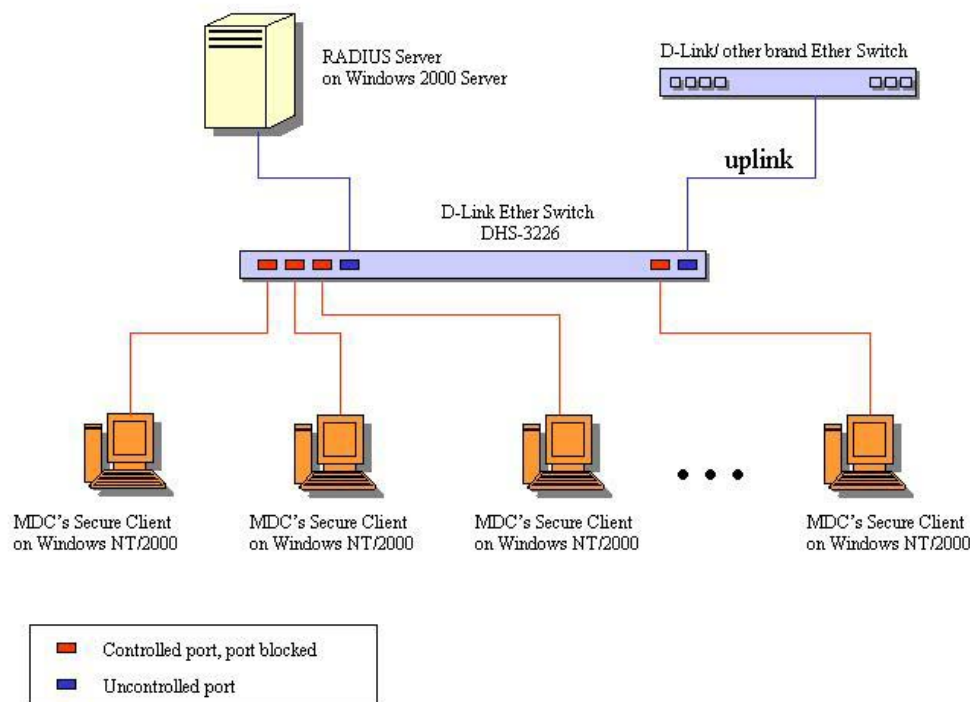 RADIUS Server
on Windows 2000 Server
D-Link/ other brand Ether Switch
uplink
D-Link Ether Switch
DHS-3226
MDC's Secure Client
on Windows NT/2000
MDC's Secure Client
on Windows NT/2000
MDC's Secure Client
on Windows NT/2000
MDC's Secure Client
on Windows NT/2000
Controlled port, port blocked
Uncontrolled port